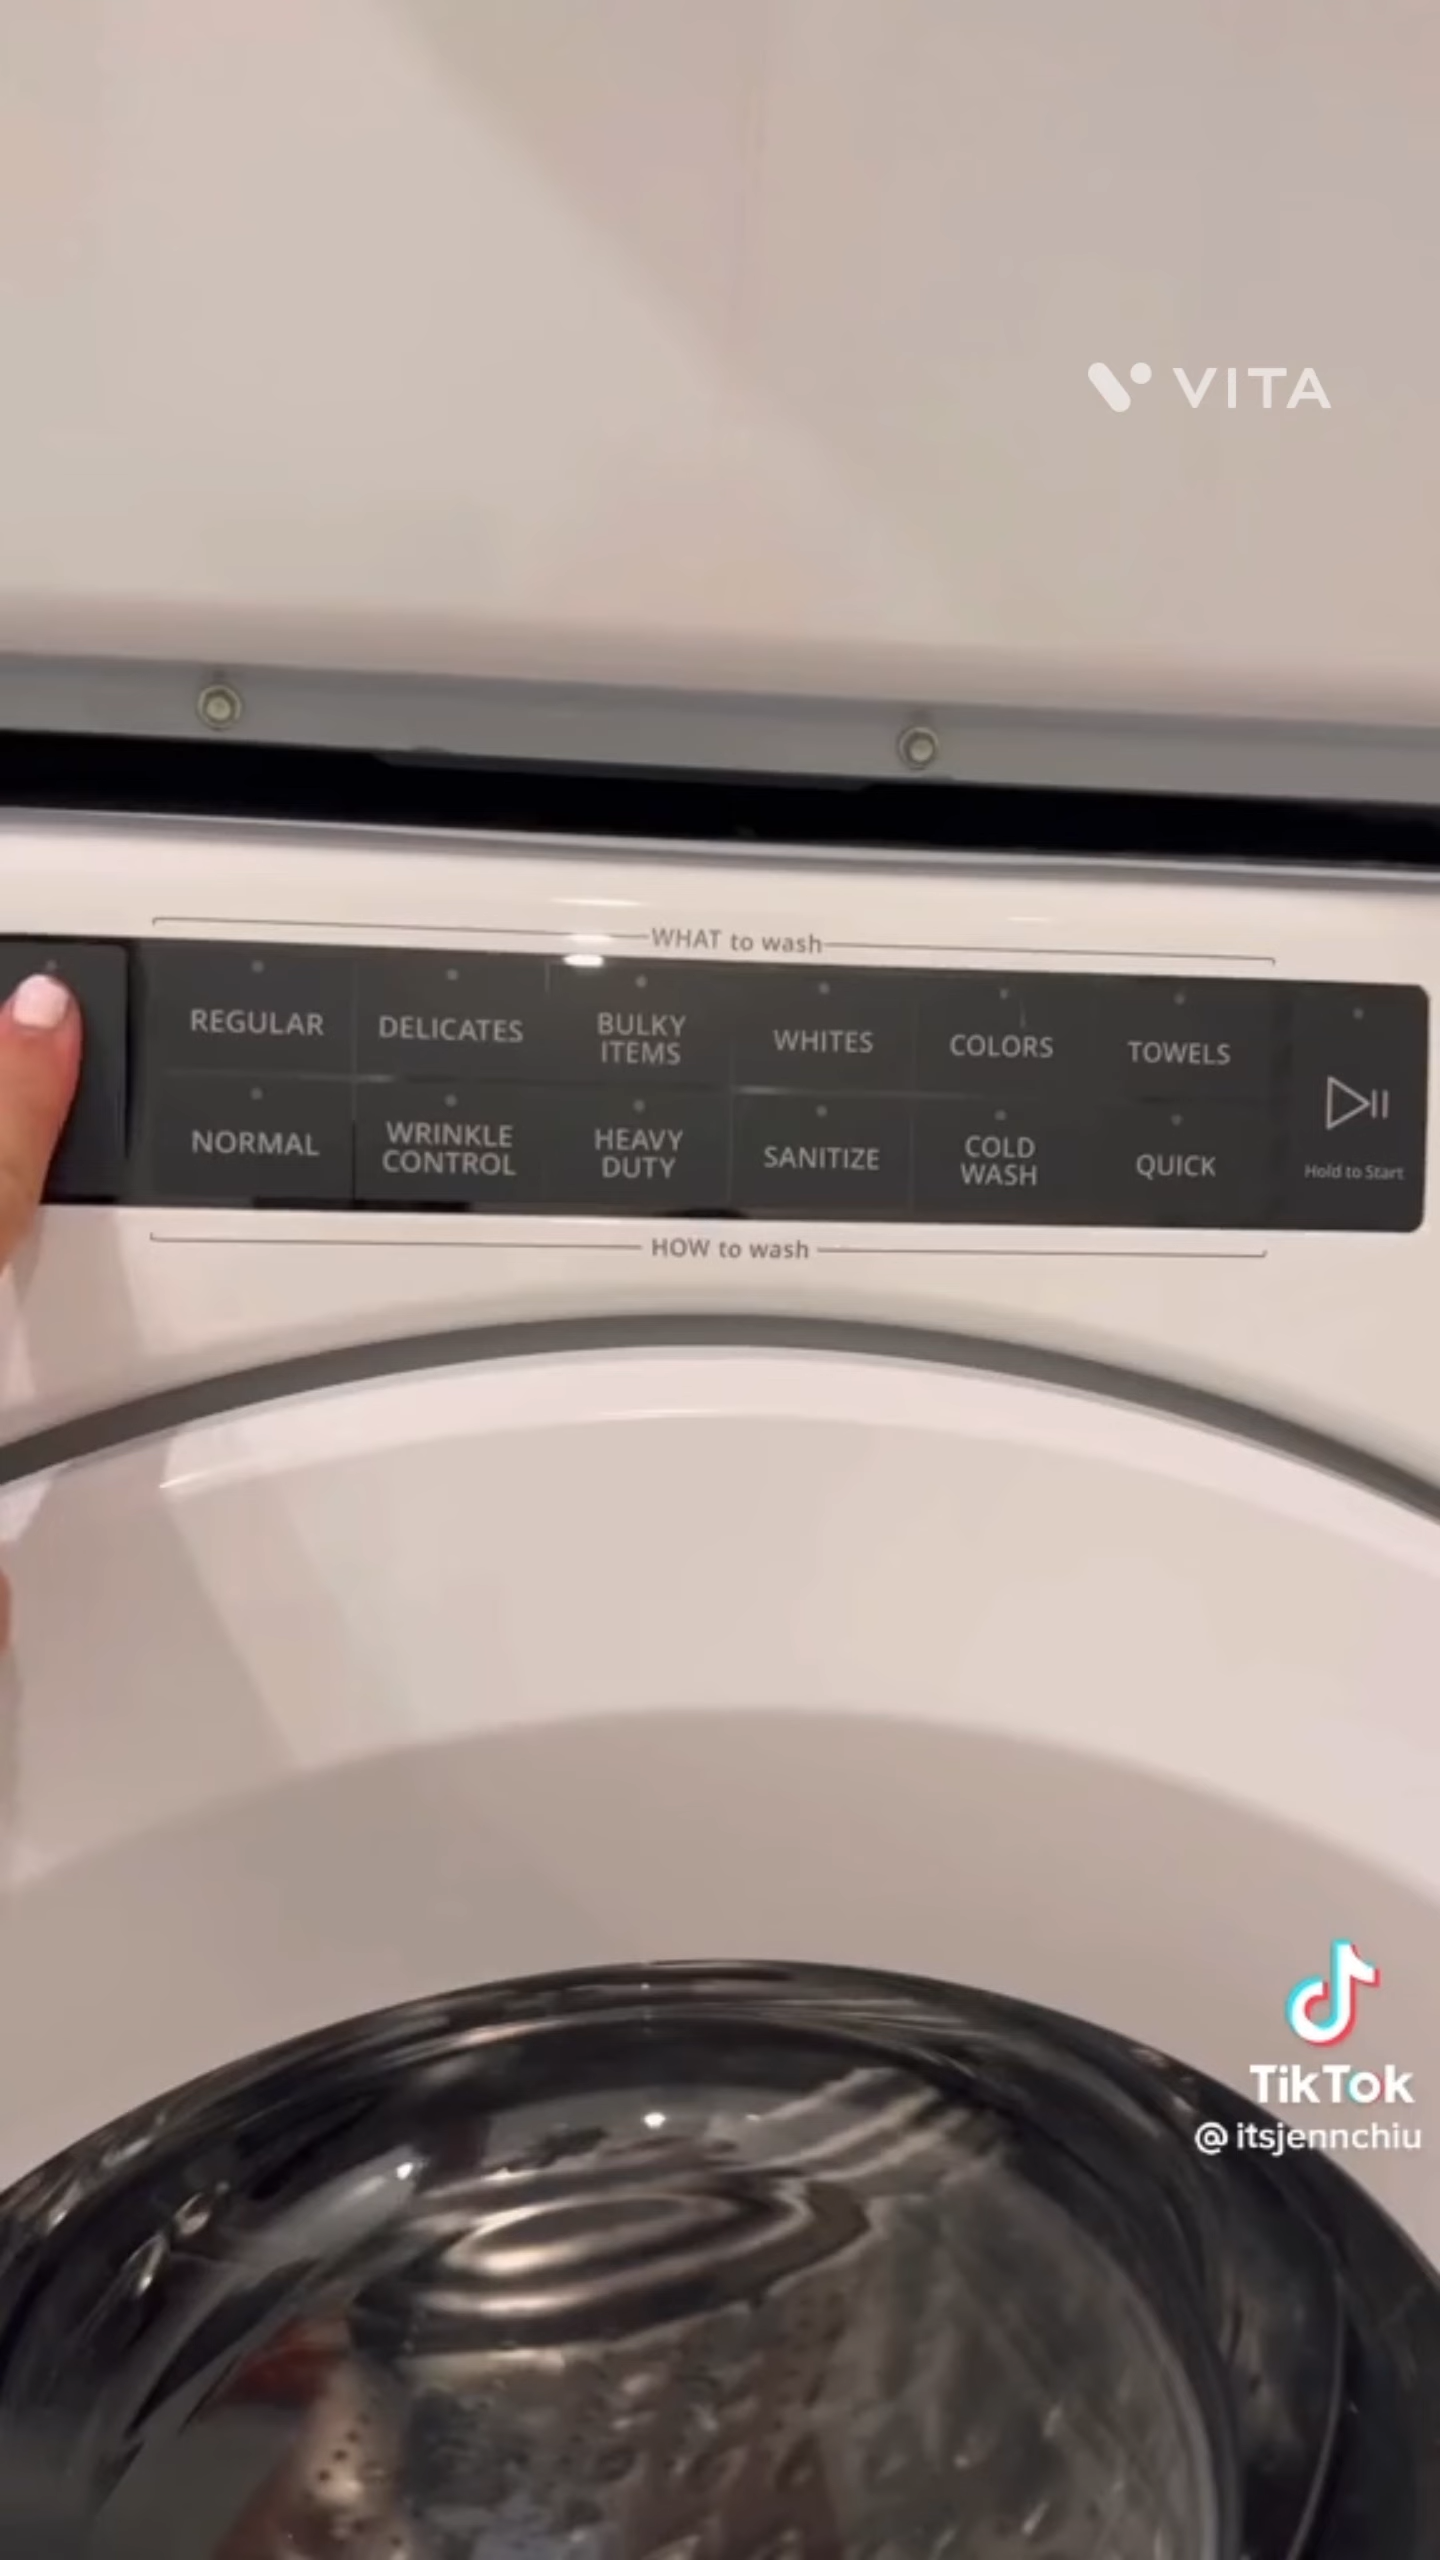 VITA
WHAT to wash
REGULAR
DELICATES
BULKY
ITEMS
WHITES
COLORS
TOWELS
NORMAL
WRINKLE
CONTROL
HEAVY
DUTY
SANITIZE
COLD
WASH
QUICK
Hold to Start
HOW to wash
TikTok
@itsjennchiu